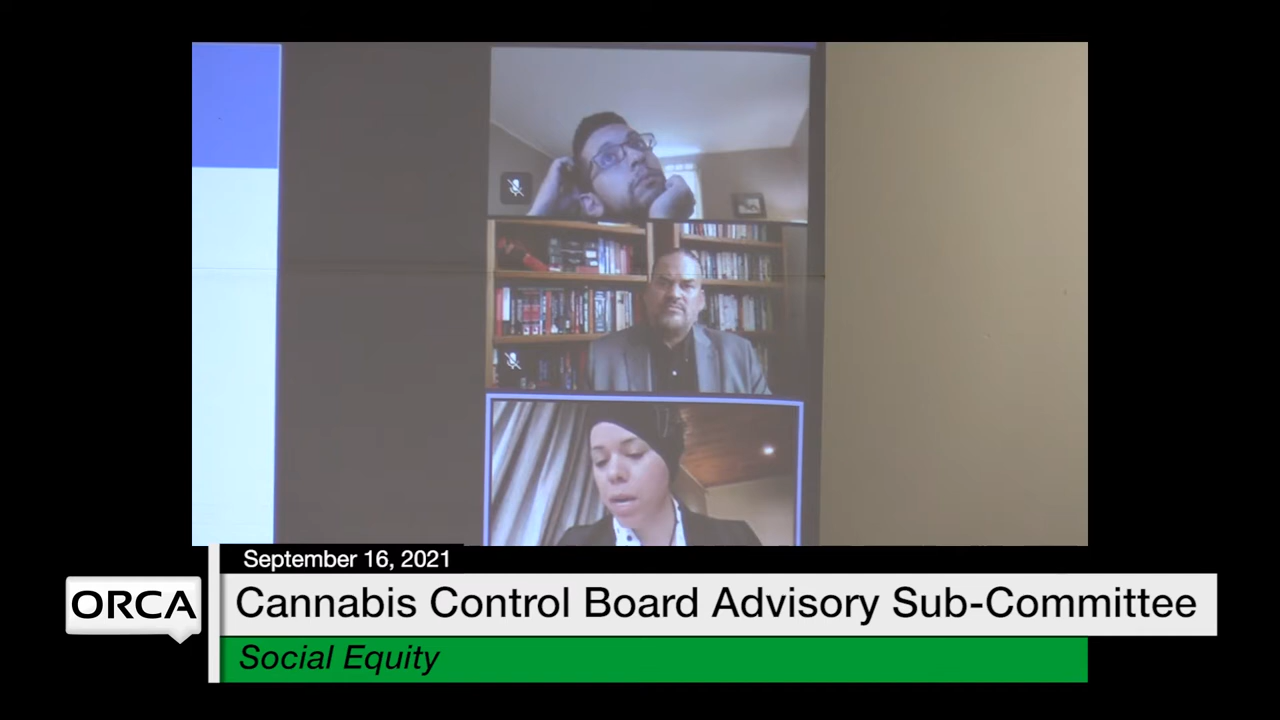 September 16, 2021
ORCA
Cannabis Control Board Advisory Sub-Committee
Social Equity